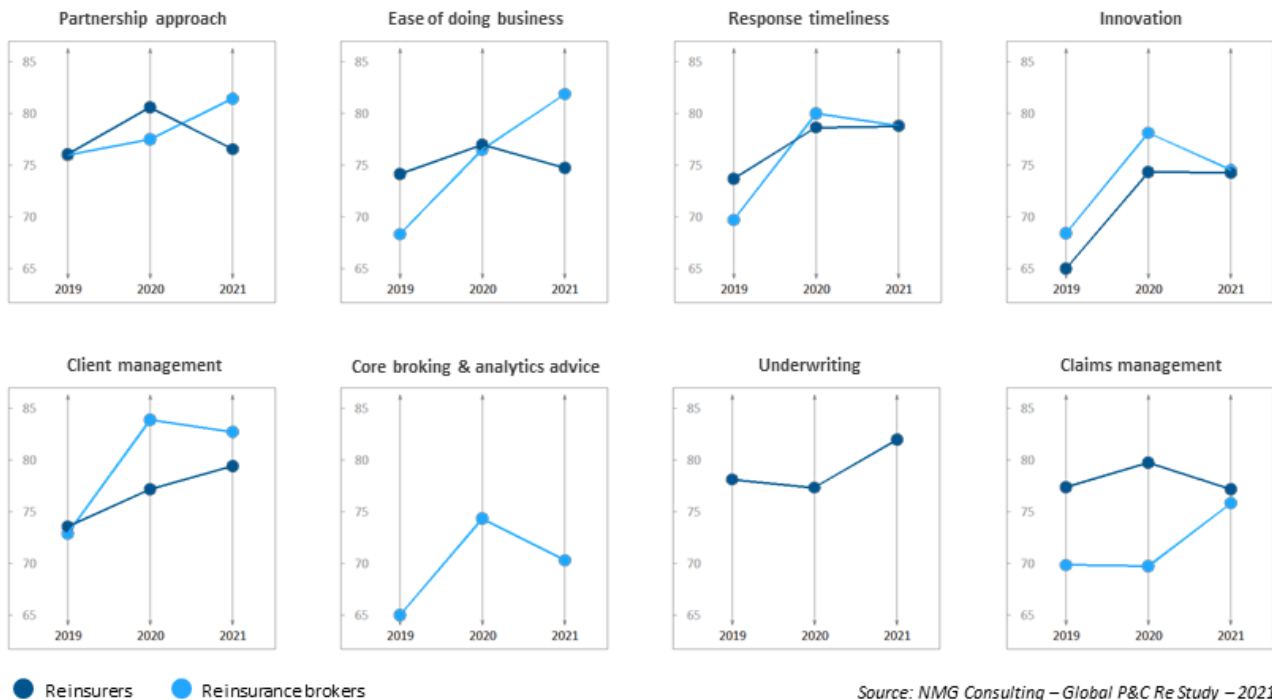 Partnership approach
Ease of doing business
Response timeliness
Innovation
85
80
75
70
65
2019 2020 2021
85
80
75
70
65
2019 2020 2021
85
80
75
70
65
2019 2020 2021
85
80
75
70
65
2019 2020 2021
Client management
Core broking & analytics advice
Underwriting
Claims management
85
80
75
70
65
2019 2020 2021
85
80
75
70
65
2019 2020 2021
85
80
75
70
65
2019 2020 2021
85
80
75
70
65
2019 2020 2021
Reinsurers
Reinsurance brokers
Source: NMG Consulting – Global P&C Re Study – 2021